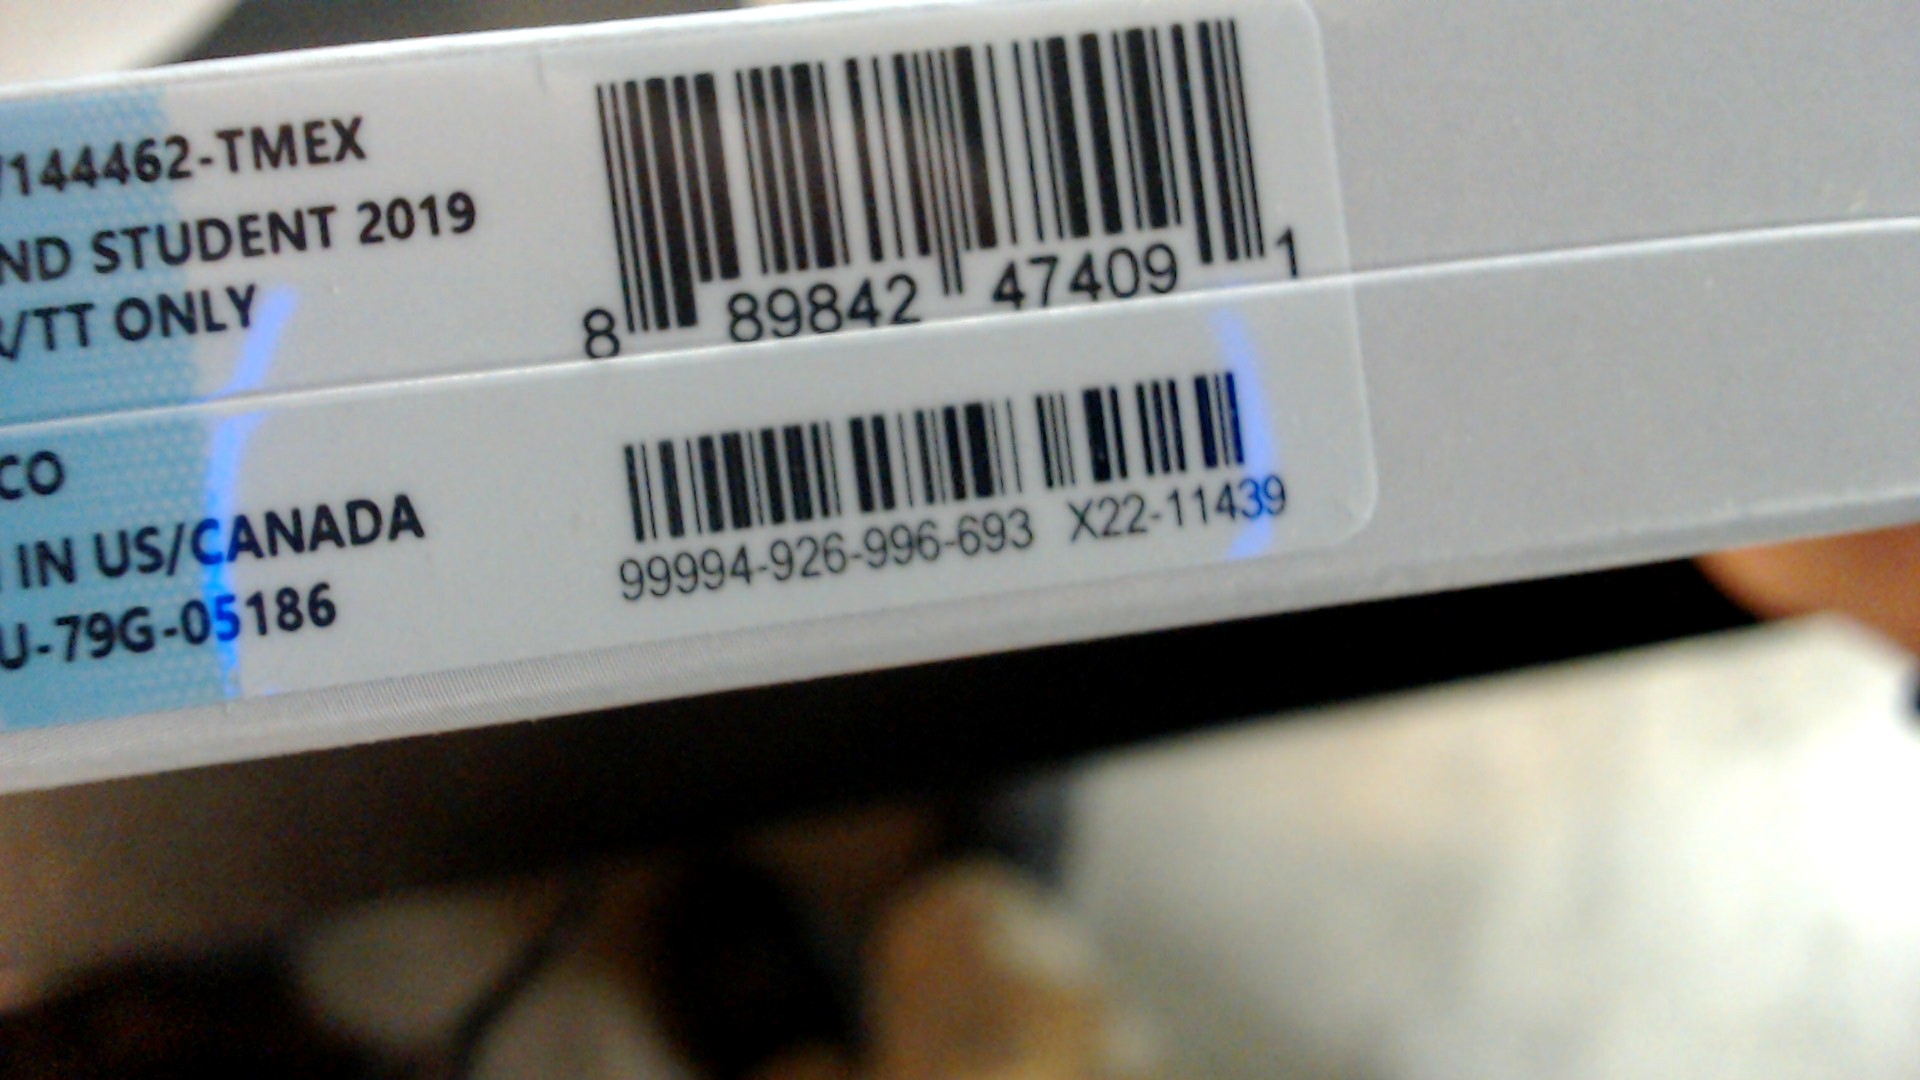 /144462-TMEX
ND STUDENT 2019
/TT ONLY
8 89842 47409 1
CO
IN US/CANADA
U-79G-05186
99994-926-996-693 X22-11439